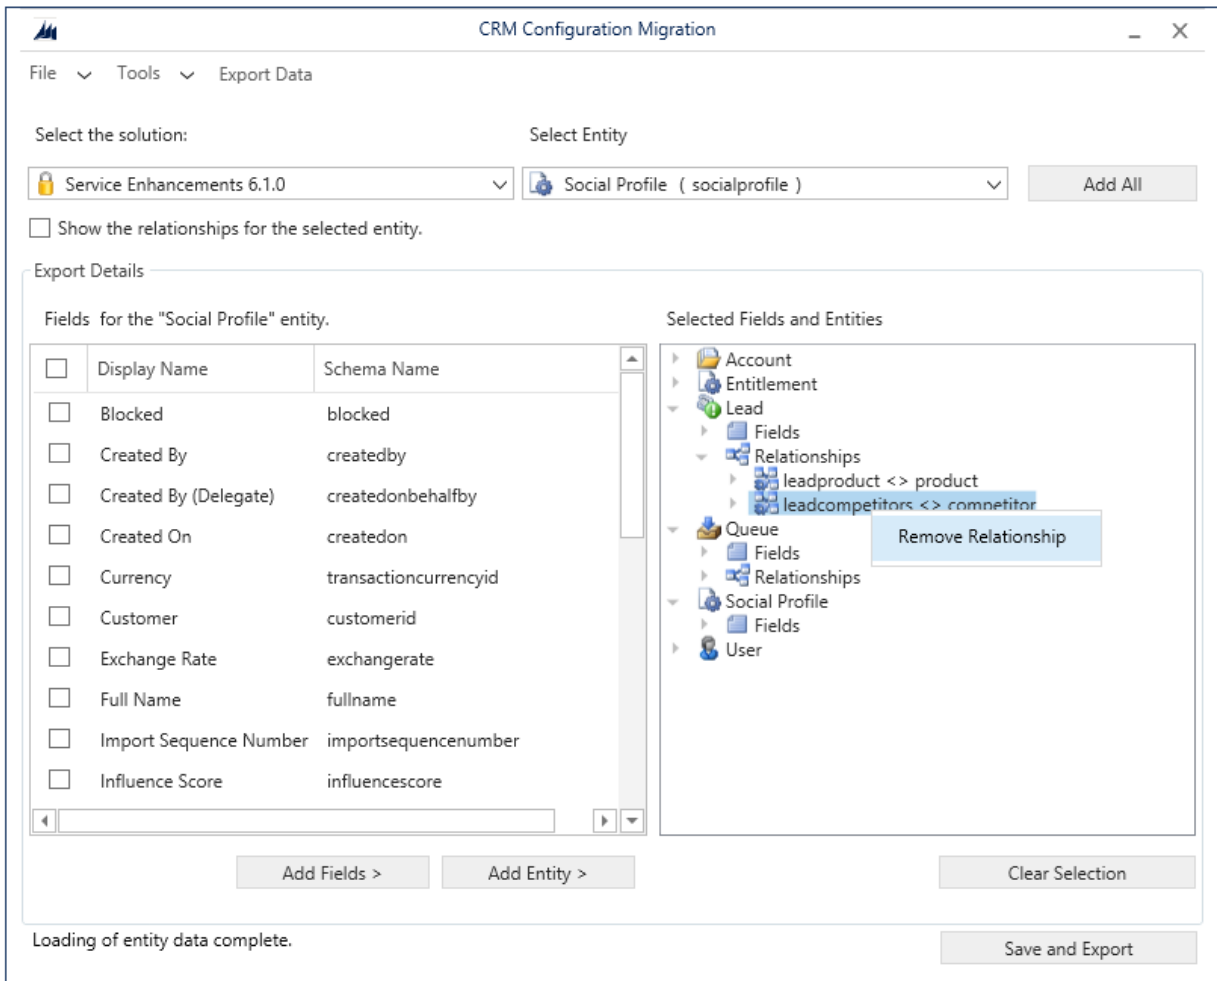 CRM Configuration Migration
File Tools Export Data
Select the solution: Select Entity
Service Enhancements 6.1.0 Social Profile ( socialprofile ) Add All
Show the relationships for the selected entity.
Export Details
Fields for the "Social Profile" entity.
Display Name Schema Name
Blocked blocked
Created By createdby
Created By (Delegate) createdonbehalfby
Created On createdon
Currency transactioncurrencyid
Customer customerid
Exchange Rate exchangerate
Full Name fullname
Import Sequence Number importsequencenumber
Influence Score influencescore
Add Fields > Add Entity >
Selected Fields and Entities
Account
Entitlement
Lead
Fields
Relationships
leadproduct <> product
leadcompetitors <> competitor
Remove Relationship
Queue
Fields
Relationships
Social Profile
Fields
User
Clear Selection
Loading of entity data complete.
Save and Export